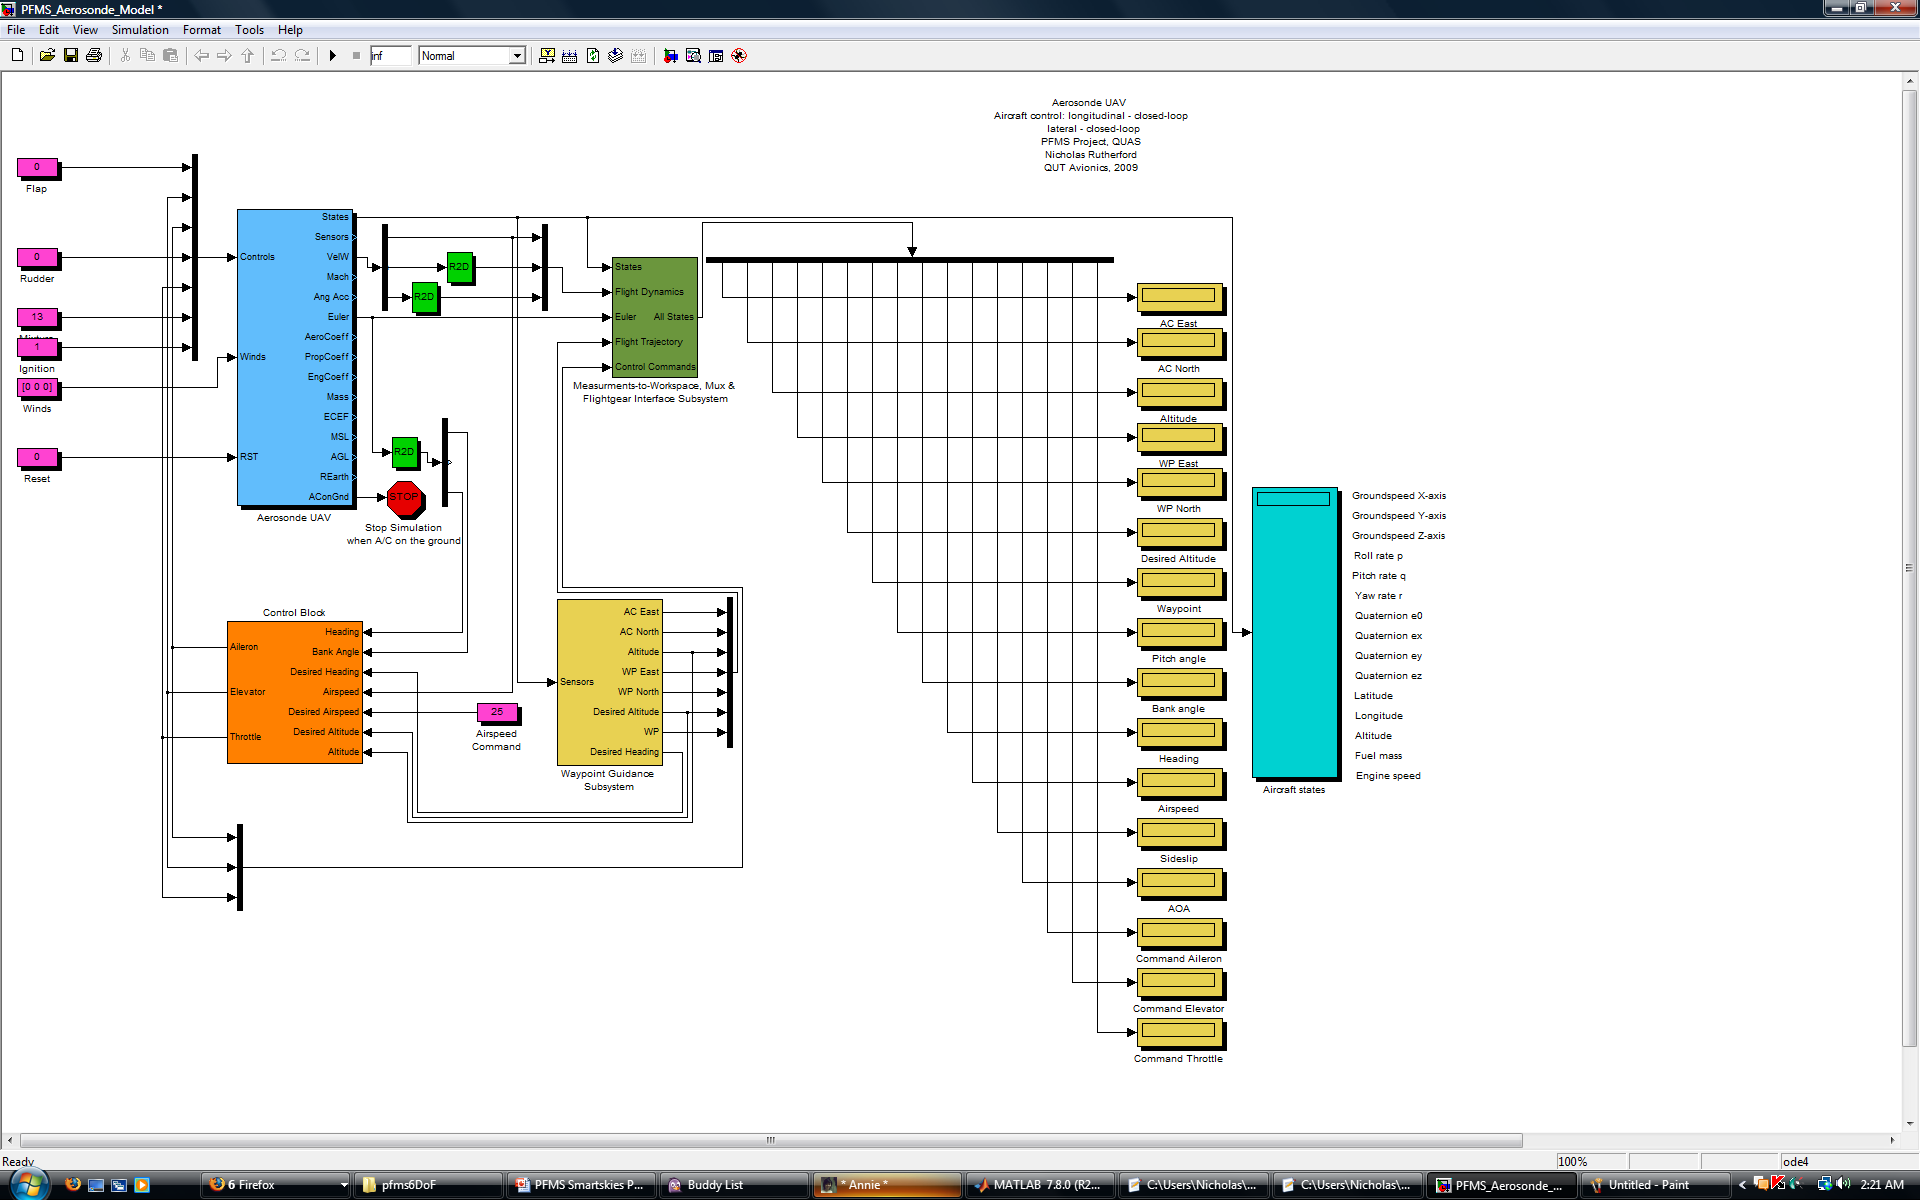 PFMS_Aerosonde_Model *
File Edit View Simulation Format Tools Help
inf Normal
Aerosonde UAV
Aircraft control: longitudinal - closed-loop
lateral - closed-loop
PFMS Project, QUAS
Nicholas Rutherford
QUT Avionics, 2009
0
Flap
0
Rudder
13
1
Ignition
[0 0 0]
Winds
0
Reset
Controls
Winds
RST
States
Sensors
VelW
Mach
Ang Acc
Euler
AeroCoeff
PropCoeff
EngCoeff
Mass
ECEF
MSL
AGL
REarth
AConGnd
Aerosonde UAV
R2D
R2D
R2D
STOP
Stop Simulation
when A/C on the ground
States
Flight Dynamics
Euler All States
Flight Trajectory
Control Commands
Measurments-to-Workspace, Mux &
Flightgear Interface Subsystem
Control Block
Aileron
Elevator
Throttle
Heading
Bank Angle
Desired Heading
Airspeed
Desired Airspeed
Desired Altitude
Altitude
25
Airspeed
Command
Sensors
AC East
AC North
Altitude
WP East
WP North
Desired Altitude
WP
Desired Heading
Waypoint Guidance
Subsystem
AC East
AC North
Altitude
WP East
WP North
Desired Altitude
Waypoint
Pitch angle
Bank angle
Heading
Airspeed
Sideslip
AOA
Command Aileron
Command Elevator
Command Throttle
Aircraft states
Groundspeed X-axis
Groundspeed Y-axis
Groundspeed Z-axis
Roll rate p
Pitch rate q
Yaw rate r
Quaternion e0
Quaternion ex
Quaternion ey
Quaternion ez
Latitude
Longitude
Altitude
Fuel mass
Engine speed
Ready 100% ode4
6 Firefox pfms6DoF PFMS Smartskies P... Buddy List * Annie * MATLAB 7.8.0 (R2... C:\Users\Nicholas\... C:\Users\Nicholas\... PFMS_Aerosonde_... Untitled - Paint 2:21 AM